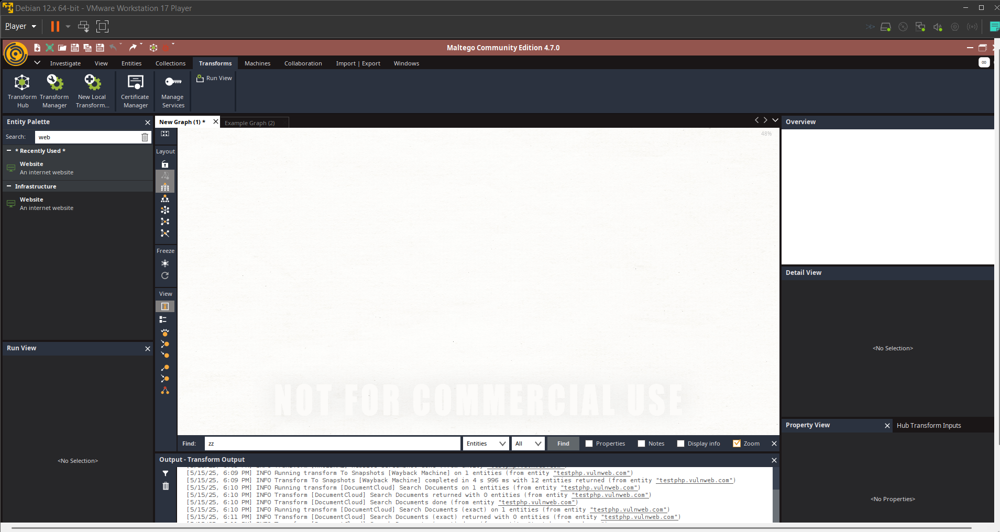 Debian 12.x 64-bit - VMware Workstation 17 Player
Player
Maltego Community Edition 4.7.0
Investigate View Entities Collections Transforms Machines Collaboration Import | Export Windows
Transform Hub
Transform Manager
New Local Transform...
Certificate Manager
Manage Services
Run View
Entity Palette
Search: web
* Recently Used *
Website
An internet website
Infrastructure
Website
An internet website
Run View
<No Selection>
New Graph (1) *
Example Graph (2)
48%
Layout
Freeze
View
NOT FOR COMMERCIAL USE
Find: zz Entities All Find Properties Notes Display info Zoom
Output - Transform Output
[5/15/25, 6:09 PM] INFO Running transform To Snapshots [Wayback Machine] on 1 entities (from entity "testphp.vulnweb.com")
[5/15/25, 6:09 PM] INFO Transform To Snapshots [Wayback Machine] completed in 4 s 996 ms with 12 entities returned (from entity "testphp.vulnweb.com")
[5/15/25, 6:10 PM] INFO Running transform [DocumentCloud] Search Documents on 1 entities (from entity "testphp.vulnweb.com")
[5/15/25, 6:10 PM] INFO Transform [DocumentCloud] Search Documents returned with 0 entities (from entity "testphp.vulnweb.com")
[5/15/25, 6:10 PM] INFO Transform [DocumentCloud] Search Documents done (from entity "testphp.vulnweb.com")
[5/15/25, 6:10 PM] INFO Running transform [DocumentCloud] Search Documents (exact) on 1 entities (from entity "testphp.vulnweb.com")
[5/15/25, 6:11 PM] INFO Transform [DocumentCloud] Search Documents (exact) returned with 0 entities (from entity "testphp.vulnweb.com")
Overview
Detail View
<No Selection>
Property View
Hub Transform Inputs
<No Properties>